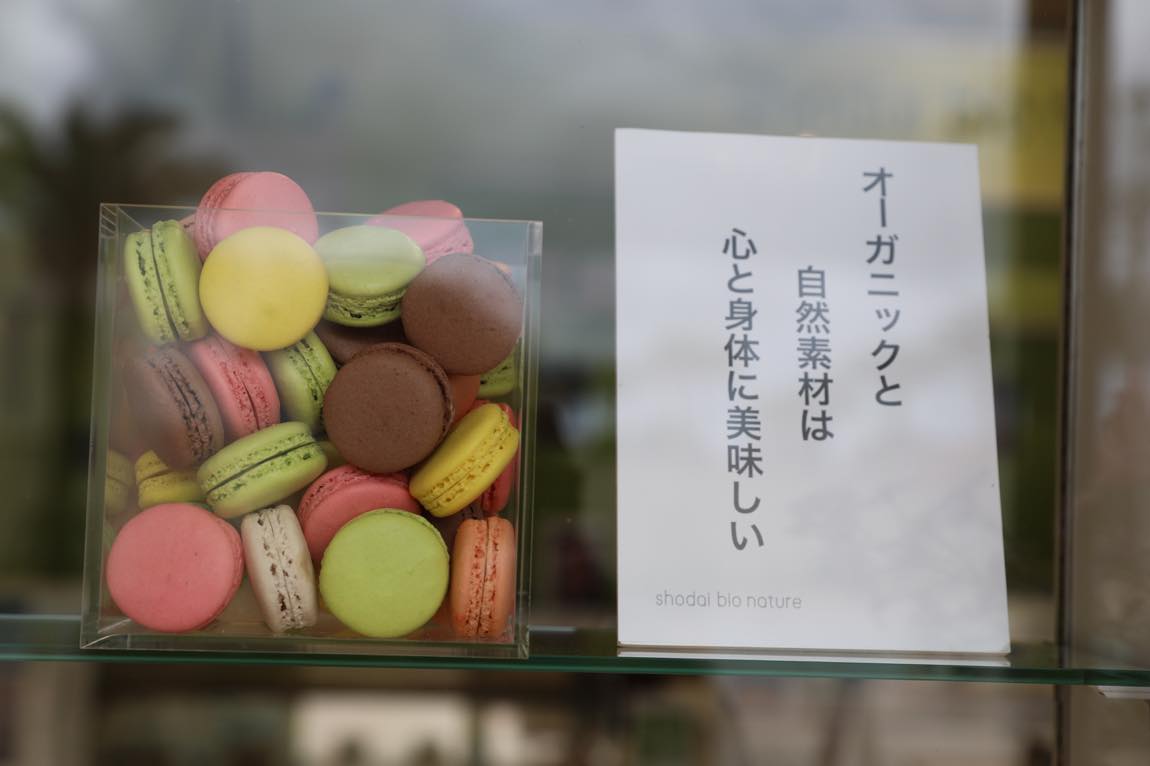 オーガニックと
自然素材は
心と身体に美味しい
shodai bio nature